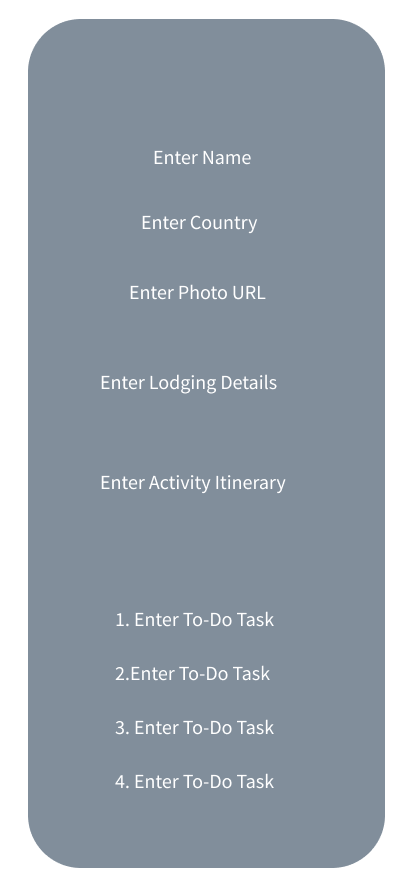 Enter Name
Enter Country
Enter Photo URL
Enter Lodging Details
Enter Activity Itinerary
1. Enter To-Do Task
2.Enter To-Do Task
3. Enter To-Do Task
4. Enter To-Do Task